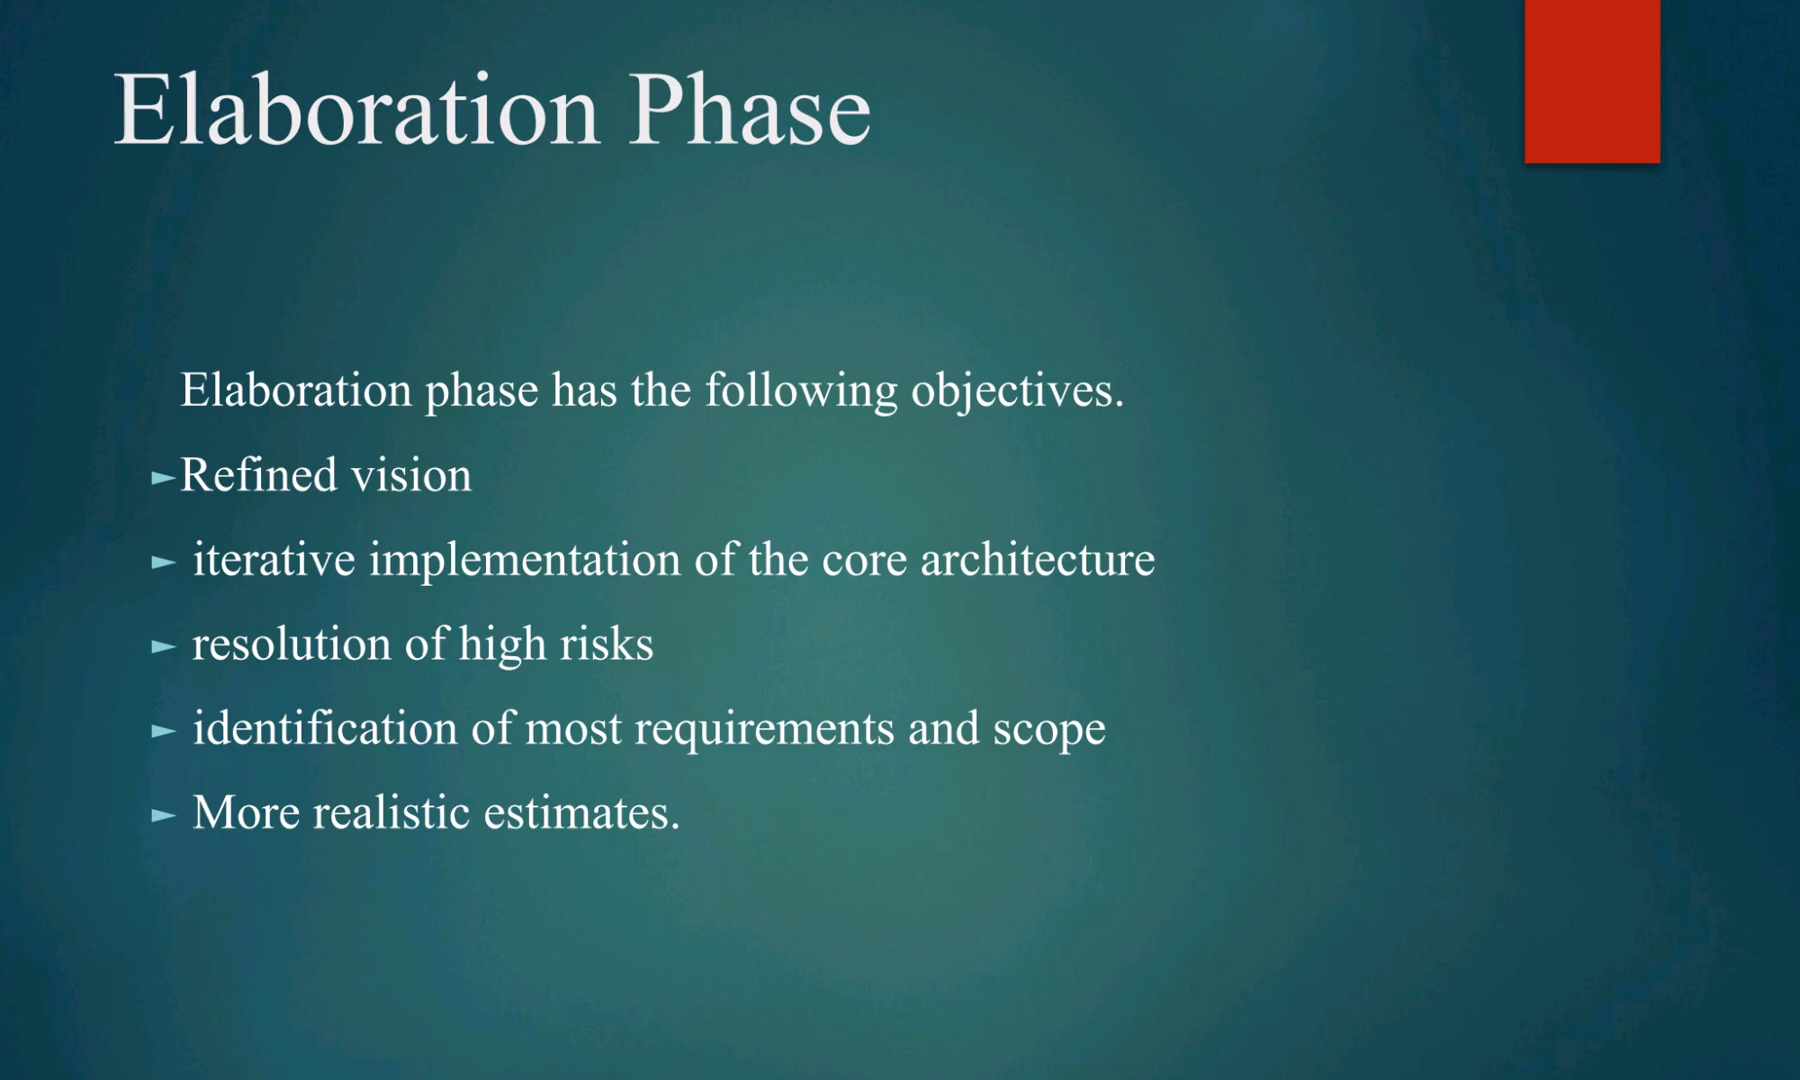 Elaboration Phase
Elaboration phase has the following objectives.
►Refined vision
► iterative implementation of the core architecture
► resolution of high risks
► identification of most requirements and scope
► More realistic estimates.